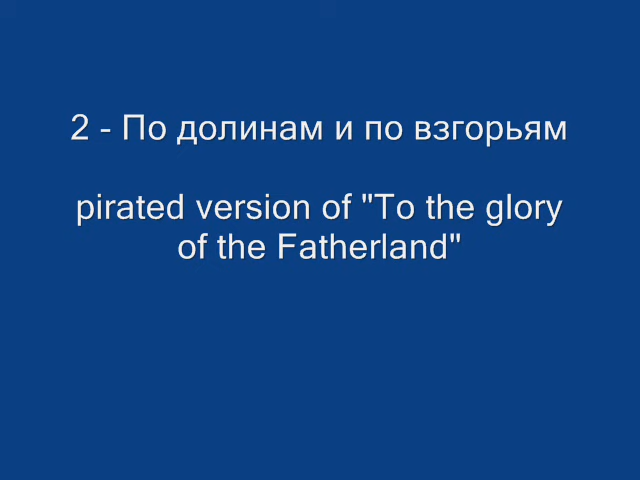 2 - По долинам и по взгорьям
pirated version of "To the glory
of the Fatherland"